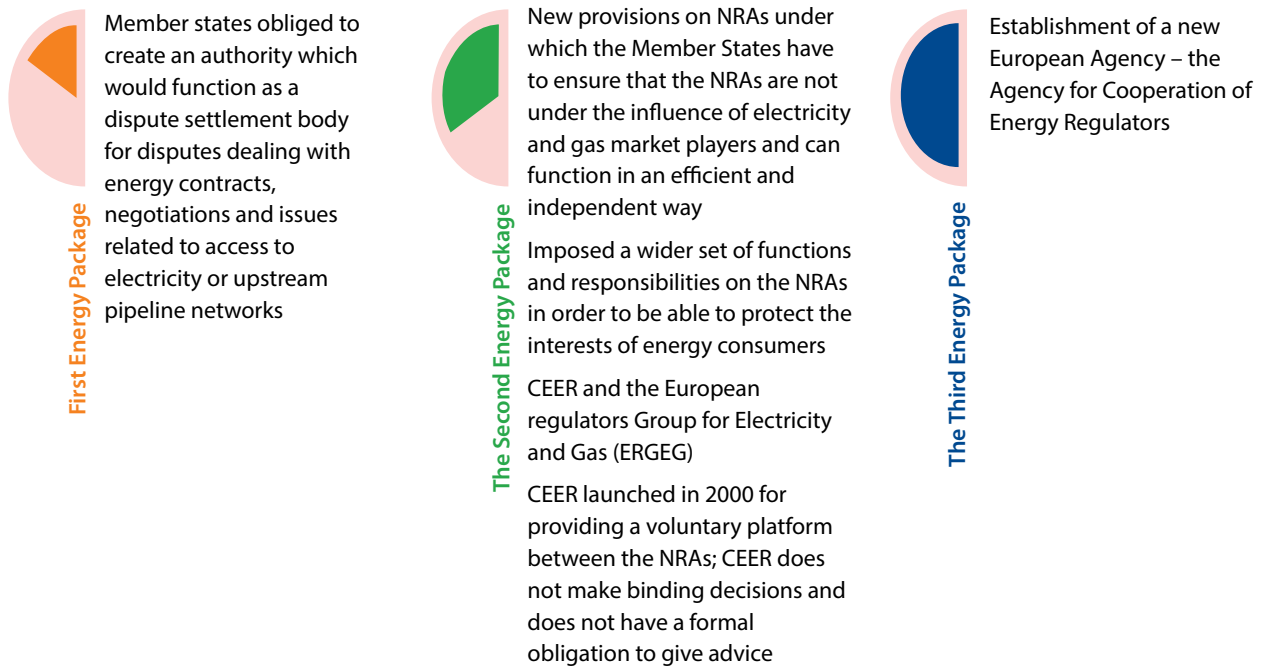 Member states obliged to
create an authority which
would function as a
dispute settlement body
for disputes dealing with
energy contracts,
negotiations and issues
related to access to
electricity or upstream
pipeline networks
First Energy Package
New provisions on NRAs under
which the Member States have
to ensure that the NRAs are not
under the influence of electricity
and gas market players and can
function in an efficient and
independent way
Imposed a wider set of functions
and responsibilities on the NRAs
in order to be able to protect the
interests of energy consumers
CEER and the European
regulators Group for Electricity
and Gas (ERGEG)
CEER launched in 2000 for
providing a voluntary platform
between the NRAs; CEER does
not make binding decisions and
does not have a formal
obligation to give advice
The Second Energy Package
Establishment of a new
European Agency – the
Agency for Cooperation of
Energy Regulators
The Third Energy Package